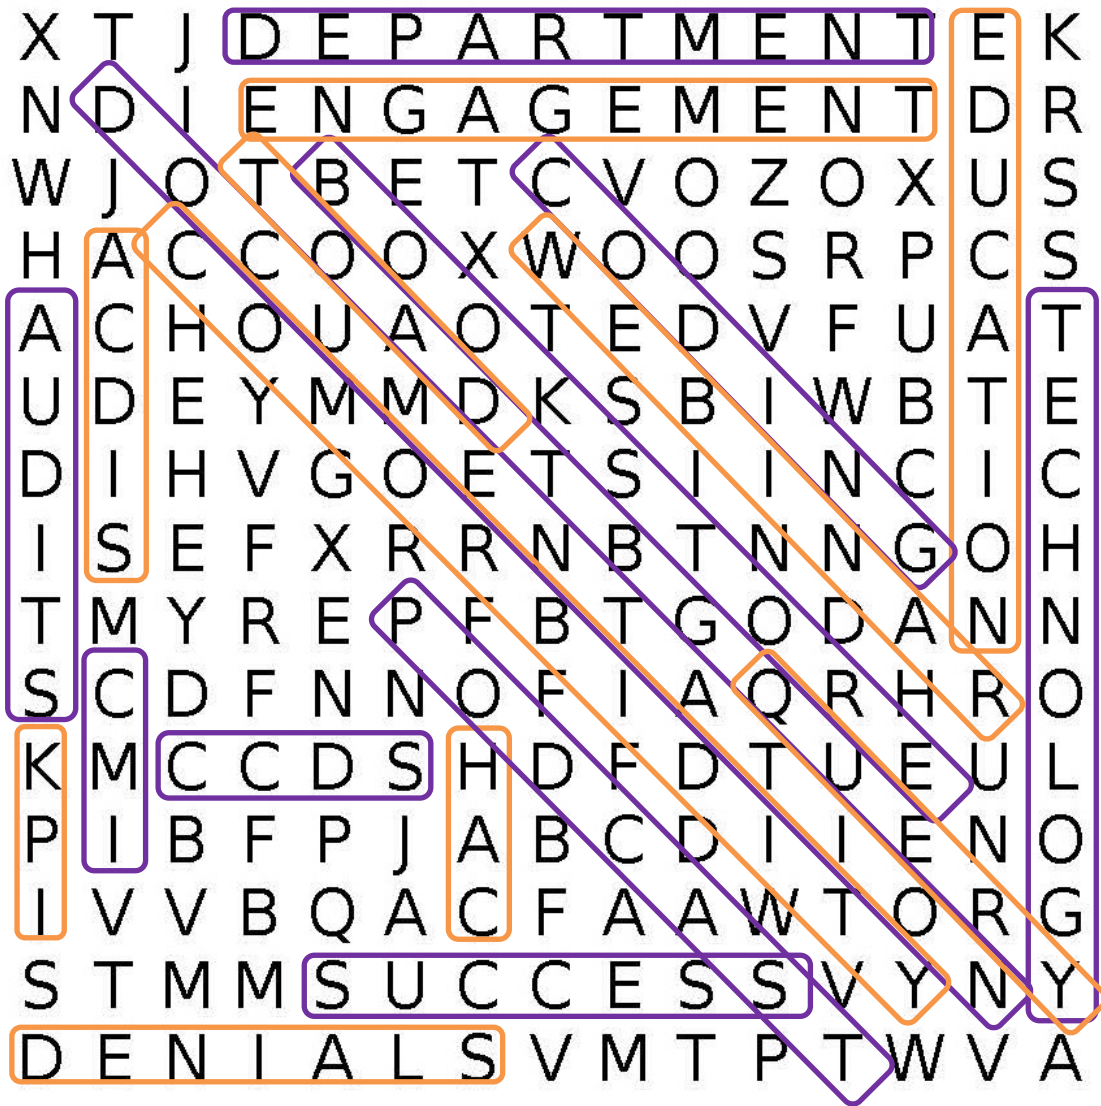 X T J D E P A R T M E N T E K
N D I E N G A G E M E N T D R
W J O T B E T C V O Z O X U S
H A C C O O X W O O S R P C S
A C H O U A O T E D V F U A T
U D E Y M M D K S B I W B T E
D I H V G O E T S I I N C I C
I S E F X R R N B T N N G O H
T M Y R E P F B T G O D A N N
S C D F N N O F I A Q R H R O
K M C C D S H D F D T U E U L
P I B F P J A B C D I I E N O
I V V B Q A C F A A W T O R G
S T M M S U C C E S S V Y N Y
D E N I A L S V M T P T W V A